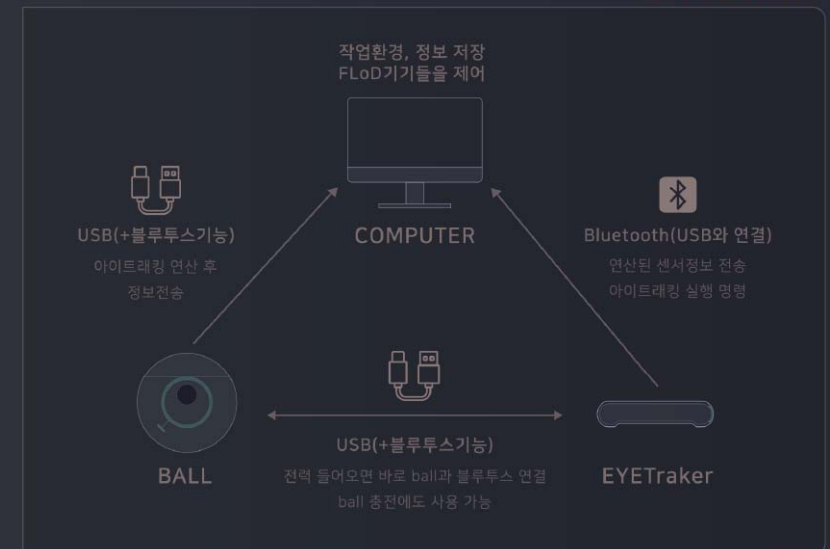 작업환경, 정보 저장
FLoD기기들을 제어
COMPUTER
USB(+블루투스기능)
아이트래킹 연산 후
정보전송
Bluetooth(USB와 연결)
연산된 센서정보 전송
아이트래킹 실행 명령
BALL
USB(+블루투스기능)
전력 들어오면 바로 ball과 블루투스 연결
ball 충전에도 사용 가능
EYETraker